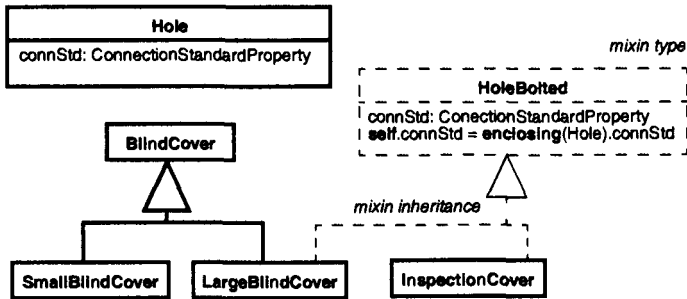 Hole
connStd: ConnectionStandardProperty
mixin type
HoleBolted
connStd: ConectionStandardProperty
self.connStd = enclosing(Hole).connStd
BlindCover
mixin inheritance
SmallBlindCover
LargeBlindCover
InspectionCover